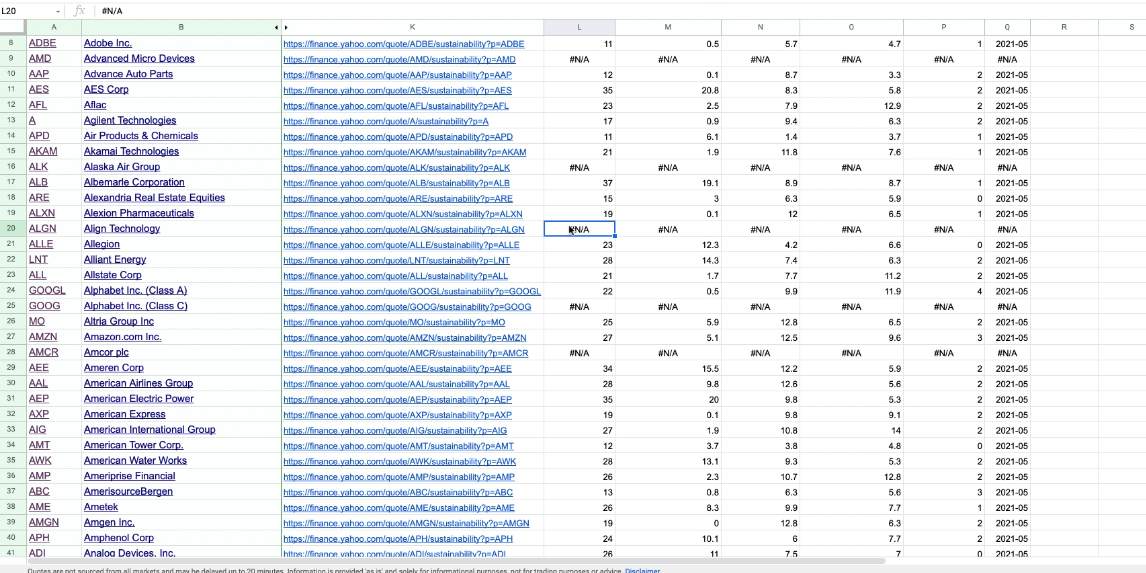 L20 fx #N/A
A B K L M N O P Q R S
8 ADBE Adobe Inc. https://finance.yahoo.com/quote/ADBE/sustainability?p=ADBE 11 0.5 5.7 4.7 1 2021-05
9 AMD Advanced Micro Devices https://finance.yahoo.com/quote/AMD/sustainability?p=AMD #N/A #N/A #N/A #N/A #N/A #N/A
10 AAP Advance Auto Parts https://finance.yahoo.com/quote/AAP/sustainability?p=AAP 12 0.1 8.7 3.3 2 2021-05
11 AES AES Corp https://finance.yahoo.com/quote/AES/sustainability?p=AES 35 20.8 8.3 5.8 2 2021-05
12 AFL Aflac https://finance.yahoo.com/quote/AFL/sustainability?p=AFL 23 2.5 7.9 12.9 2 2021-05
13 A Agilent Technologies https://finance.yahoo.com/quote/A/sustainability?p=A 17 0.9 9.4 6.3 2 2021-05
14 APD Air Products & Chemicals https://finance.yahoo.com/quote/APD/sustainability?p=APD 11 6.1 1.4 3.7 1 2021-05
15 AKAM Akamai Technologies https://finance.yahoo.com/quote/AKAM/sustainability?p=AKAM 21 1.9 11.8 7.6 1 2021-05
16 ALK Alaska Air Group https://finance.yahoo.com/quote/ALK/sustainability?p=ALK #N/A #N/A #N/A #N/A #N/A #N/A
17 ALB Albemarle Corporation https://finance.yahoo.com/quote/ALB/sustainability?p=ALB 37 19.1 8.9 8.7 1 2021-05
18 ARE Alexandria Real Estate Equities https://finance.yahoo.com/quote/ARE/sustainability?p=ARE 15 3 6.3 5.9 0 2021-05
19 ALXN Alexion Pharmaceuticals https://finance.yahoo.com/quote/ALXN/sustainability?p=ALXN 19 0.1 12 6.5 1 2021-05
20 ALGN Align Technology https://finance.yahoo.com/quote/ALGN/sustainability?p=ALGN #N/A #N/A #N/A #N/A #N/A #N/A
21 ALLE Allegion https://finance.yahoo.com/quote/ALLE/sustainability?p=ALLE 23 12.3 4.2 6.6 0 2021-05
22 LNT Alliant Energy https://finance.yahoo.com/quote/LNT/sustainability?p=LNT 28 14.3 7.4 6.3 2 2021-05
23 ALL Allstate Corp https://finance.yahoo.com/quote/ALL/sustainability?p=ALL 21 1.7 7.7 11.2 2 2021-05
24 GOOGL Alphabet Inc. (Class A) https://finance.yahoo.com/quote/GOOGL/sustainability?p=GOOGL 22 0.5 9.9 11.9 4 2021-05
25 GOOG Alphabet Inc. (Class C) https://finance.yahoo.com/quote/GOOG/sustainability?p=GOOG #N/A #N/A #N/A #N/A #N/A #N/A
26 MO Altria Group Inc https://finance.yahoo.com/quote/MO/sustainability?p=MO 25 5.9 12.8 6.5 2 2021-05
27 AMZN Amazon.com Inc. https://finance.yahoo.com/quote/AMZN/sustainability?p=AMZN 27 5.1 12.5 9.6 3 2021-05
28 AMCR Amcor plc https://finance.yahoo.com/quote/AMCR/sustainability?p=AMCR #N/A #N/A #N/A #N/A #N/A #N/A
29 AEE Ameren Corp https://finance.yahoo.com/quote/AEE/sustainability?p=AEE 34 15.5 12.2 5.9 2 2021-05
30 AAL American Airlines Group https://finance.yahoo.com/quote/AAL/sustainability?p=AAL 28 9.8 12.6 5.6 2 2021-05
31 AEP American Electric Power https://finance.yahoo.com/quote/AEP/sustainability?p=AEP 35 20 9.8 5.3 2 2021-05
32 AXP American Express https://finance.yahoo.com/quote/AXP/sustainability?p=AXP 19 0.1 9.8 9.1 2 2021-05
33 AIG American International Group https://finance.yahoo.com/quote/AIG/sustainability?p=AIG 27 1.9 10.8 14 2 2021-05
34 AMT American Tower Corp. https://finance.yahoo.com/quote/AMT/sustainability?p=AMT 12 3.7 3.8 4.8 0 2021-05
35 AWK American Water Works https://finance.yahoo.com/quote/AWK/sustainability?p=AWK 28 13.1 9.3 5.3 2 2021-05
36 AMP Ameriprise Financial https://finance.yahoo.com/quote/AMP/sustainability?p=AMP 26 2.3 10.7 12.8 2 2021-05
37 ABC AmerisourceBergen https://finance.yahoo.com/quote/ABC/sustainability?p=ABC 13 0.8 6.3 5.6 3 2021-05
38 AME Ametek https://finance.yahoo.com/quote/AME/sustainability?p=AME 26 8.3 9.9 7.7 1 2021-05
39 AMGN Amgen Inc. https://finance.yahoo.com/quote/AMGN/sustainability?p=AMGN 19 0 12.8 6.3 2 2021-05
40 APH Amphenol Corp https://finance.yahoo.com/quote/APH/sustainability?p=APH 24 10.1 6 7.7 2 2021-05
41 ADI Analog Devices, Inc. https://finance.yahoo.com/quote/ADI/sustainability?p=ADI 26 11 7.5 7 0 2021-05
Quotes are not sourced from all markets and may be delayed up to 20 minutes. Information is provided 'as is' and solely for informational purposes, not for trading purposes or advice. Disclaimer